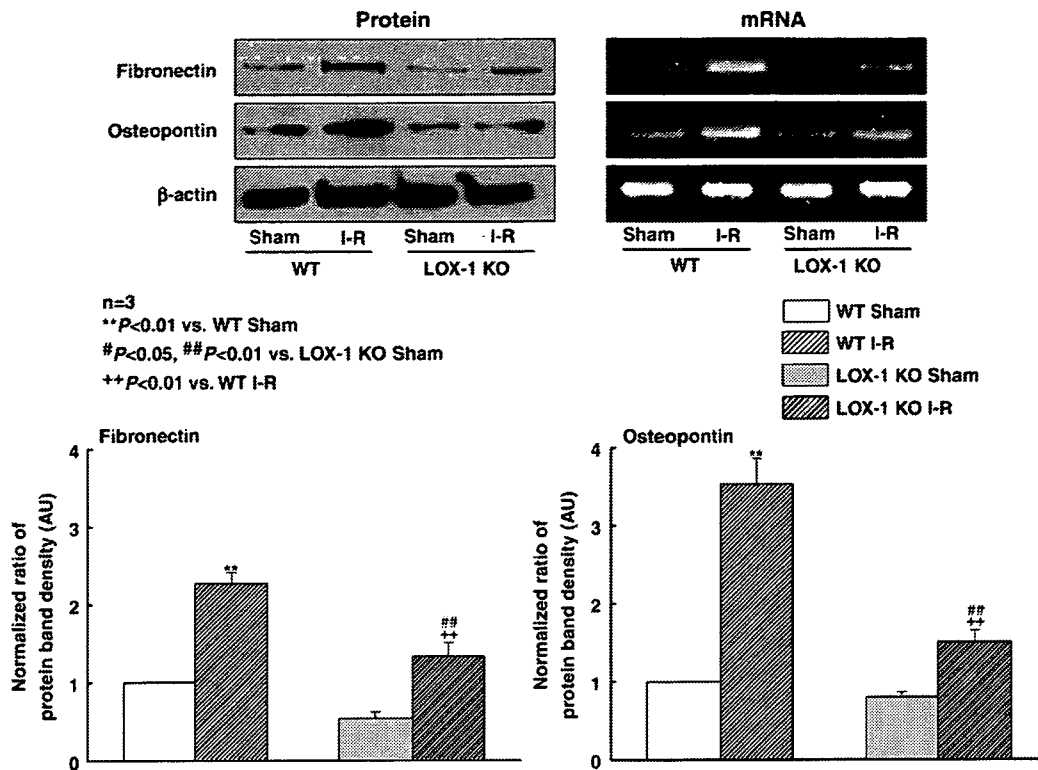 Protein
mRNA
Fibronectin
Osteopontin
β-actin
Sham I-R Sham I-R
WT LOX-1 KO
Sham I-R Sham I-R
WT LOX-1 KO
n=3
**P<0.01 vs. WT Sham
#P<0.05, ##P<0.01 vs. LOX-1 KO Sham
++P<0.01 vs. WT I-R
WT Sham
WT I-R
LOX-1 KO Sham
LOX-1 KO I-R
Fibronectin
Normalized ratio of
protein band density (AU)
4
3
2
1
0
**
##
++
Osteopontin
Normalized ratio of
protein band density (AU)
4
3
2
1
0
**
##
++